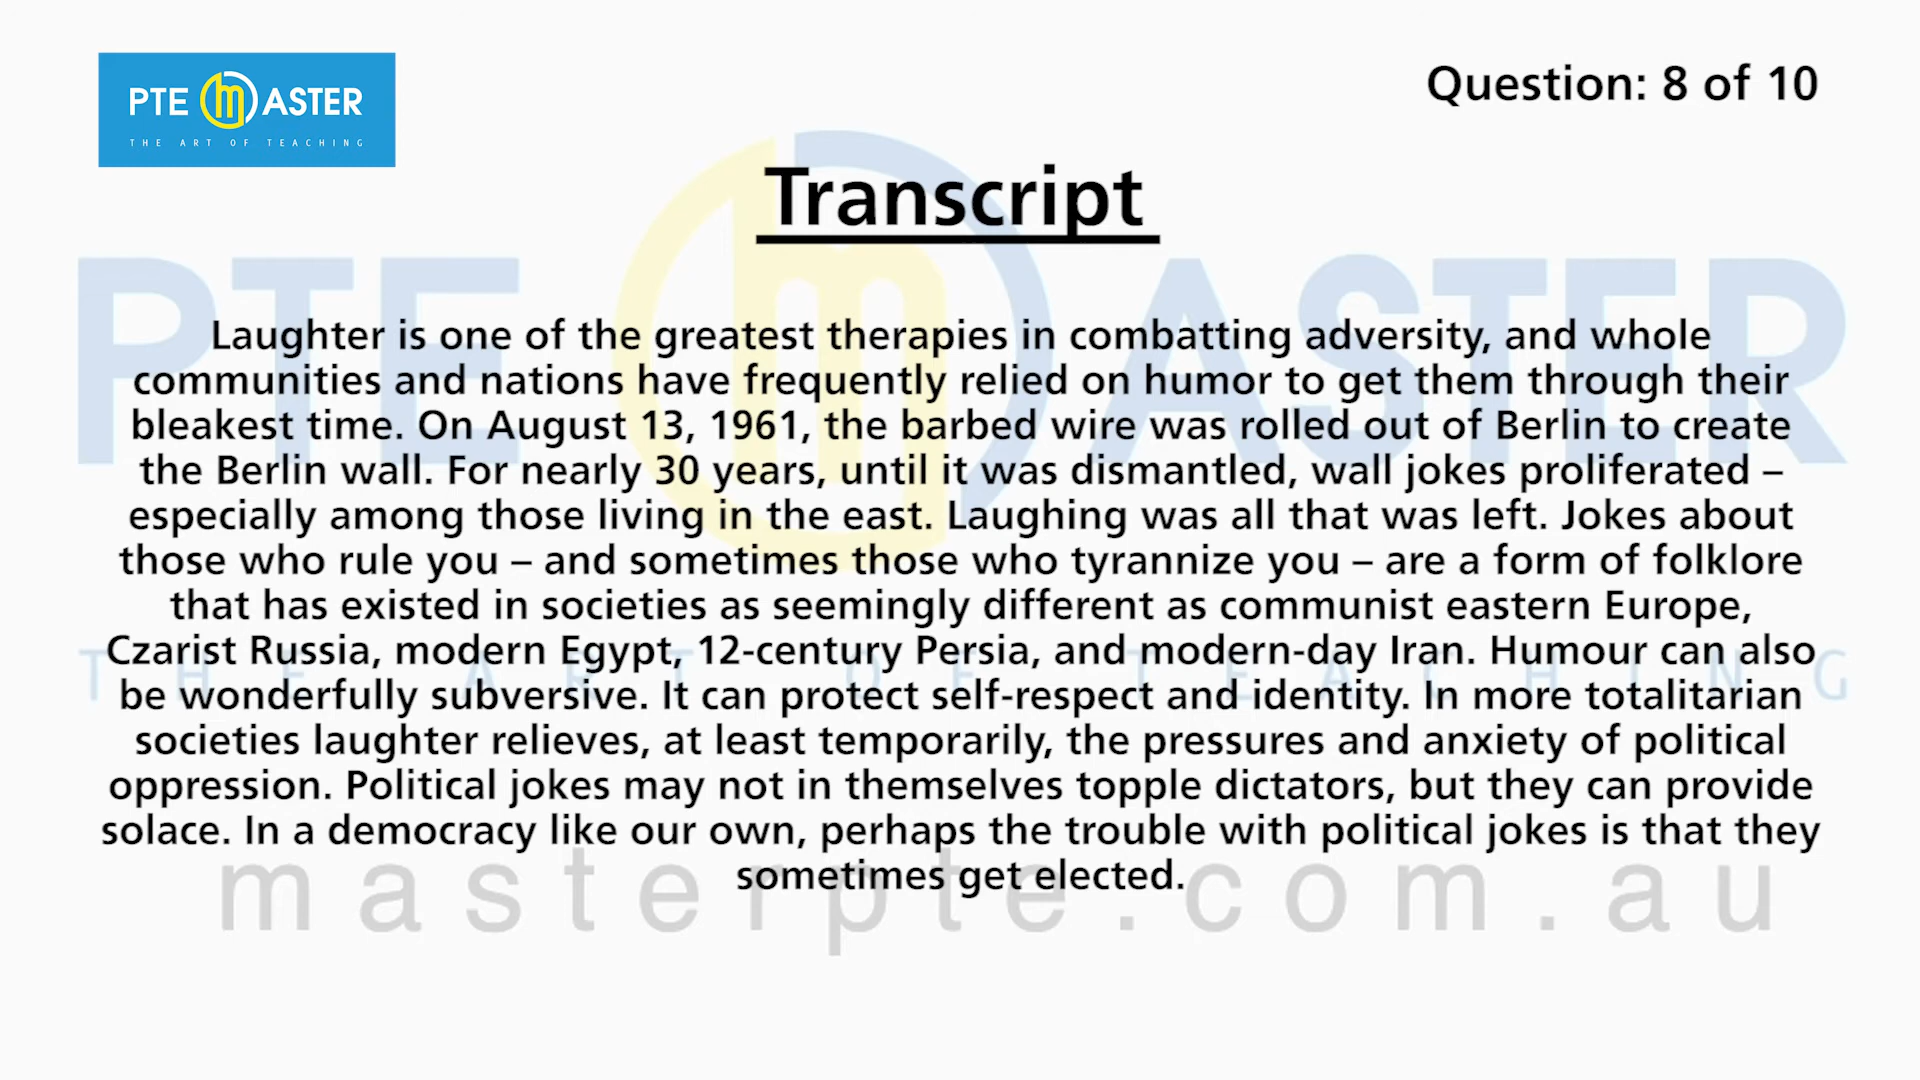 PTE MASTER
THE ART OF TEACHING
Question: 8 of 10
Transcript
Laughter is one of the greatest therapies in combatting adversity, and whole
communities and nations have frequently relied on humor to get them through their
bleakest time. On August 13, 1961, the barbed wire was rolled out of Berlin to create
the Berlin wall. For nearly 30 years, until it was dismantled, wall jokes proliferated –
especially among those living in the east. Laughing was all that was left. Jokes about
those who rule you – and sometimes those who tyrannize you – are a form of folklore
that has existed in societies as seemingly different as communist eastern Europe,
Czarist Russia, modern Egypt, 12-century Persia, and modern-day Iran. Humour can also
be wonderfully subversive. It can protect self-respect and identity. In more totalitarian
societies laughter relieves, at least temporarily, the pressures and anxiety of political
oppression. Political jokes may not in themselves topple dictators, but they can provide
solace. In a democracy like our own, perhaps the trouble with political jokes is that they
sometimes get elected.
PTE MASTER
THE ART OF TEACHING
masterpte.com.au